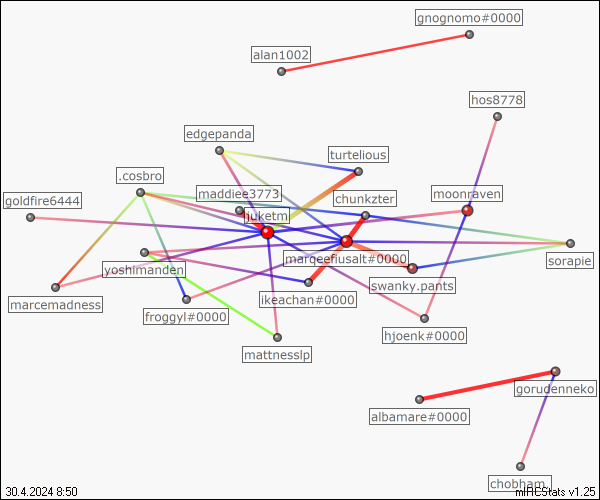 gnognomo#0000
alan1002
hos8778
edgepanda
turtelious
.cosbro
maddiee3773
chunkzter
moonraven
goldfire6444
juketm
marqeefiusalt#0000
sorapie
yoshimanden
swanky.pants
ikeachan#0000
marcemadness
froggyl#0000
hjoenk#0000
mattnesslp
gorudenneko
albamare#0000
chobham.
30.4.2024 8:50
mIRCStats v1.25